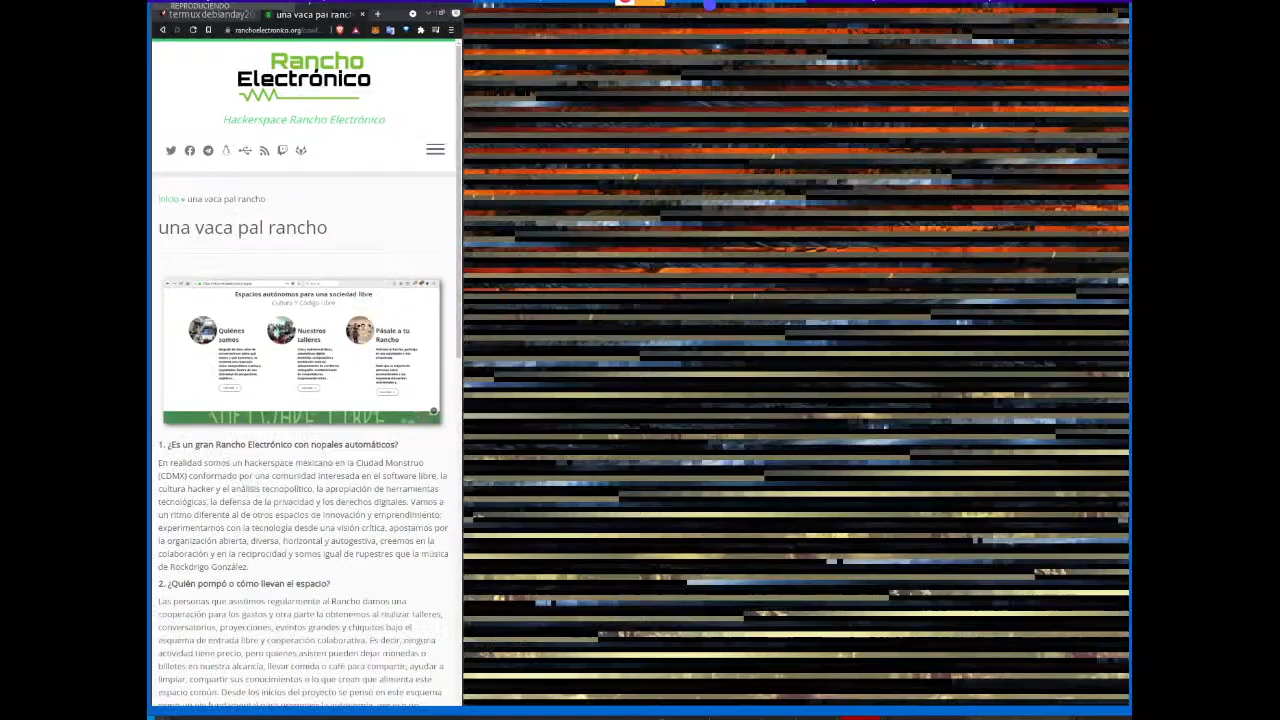 REPRODUCIENDO
termuxdebianday20
una vaca pal ranch
ranchoelectronico.org/cowf
Rancho
Electrónico
Hackerspace Rancho Electrónico
Inicio » una vaca pal rancho
una vaca pal rancho
Espacios autónomos para una sociedad libre
Cultura Y Código Libre
Quiénes somos
Nuestros talleres
Pásale a tu Rancho
SOFTWARE LIBRE
1. ¿Es un gran Rancho Electrónico con nopales automáticos?
En realidad somos un hackerspace mexicano en la Ciudad Monstruo
(CDMX) conformado por una comunidad interesada en el software libre, la
cultura hacker y el análisis tecnopolítico, la apropiación de herramientas
tecnológicas, la defensa de la privacidad y los derechos digitales. Vamos a
un ritmo diferente al de otros espacios de innovación y emprendimiento:
experimentamos con la tecnología desde una visión crítica, apostamos por
la organización abierta, diversa, horizontal y autogestiva, creemos en la
colaboración y en la reciprocidad y somos igual de rupestres que la música
de Rockdrigo González.
2. ¿Quién pompó o cómo llevan el espacio?
Las personas que asistimos regularmente al Rancho damos una
cooperación para los gastos y otra parte la obtenemos al realizar talleres,
conversatorios, proyecciones, eventos grandes y chiquitos bajo el
esquema de entrada libre y cooperación colaborativa. Es decir, ninguna
actividad tiene precio, pero quienes asisten pueden dejar monedas o
billetes en nuestra alcancía, llevar comida o café para compartir, ayudar a
limpiar, compartir sus conocimientos o lo que crean que alimenta este
espacio común. Desde los inicios del proyecto se pensó en este esquema